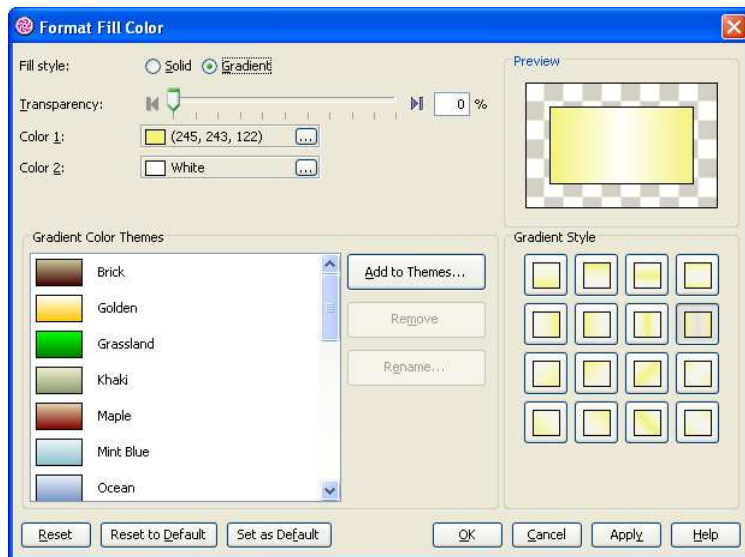 Format Fill Color
Fill style: Solid Gradient
Preview
Transparency: 0 %
Color 1: (245, 243, 122) ...
Color 2: White ...
Gradient Color Themes
Gradient Style
Brick
Add to Themes...
Golden
Remove
Grassland
Khaki
Rename...
Maple
Mint Blue
Ocean
Reset Reset to Default Set as Default OK Cancel Apply Help